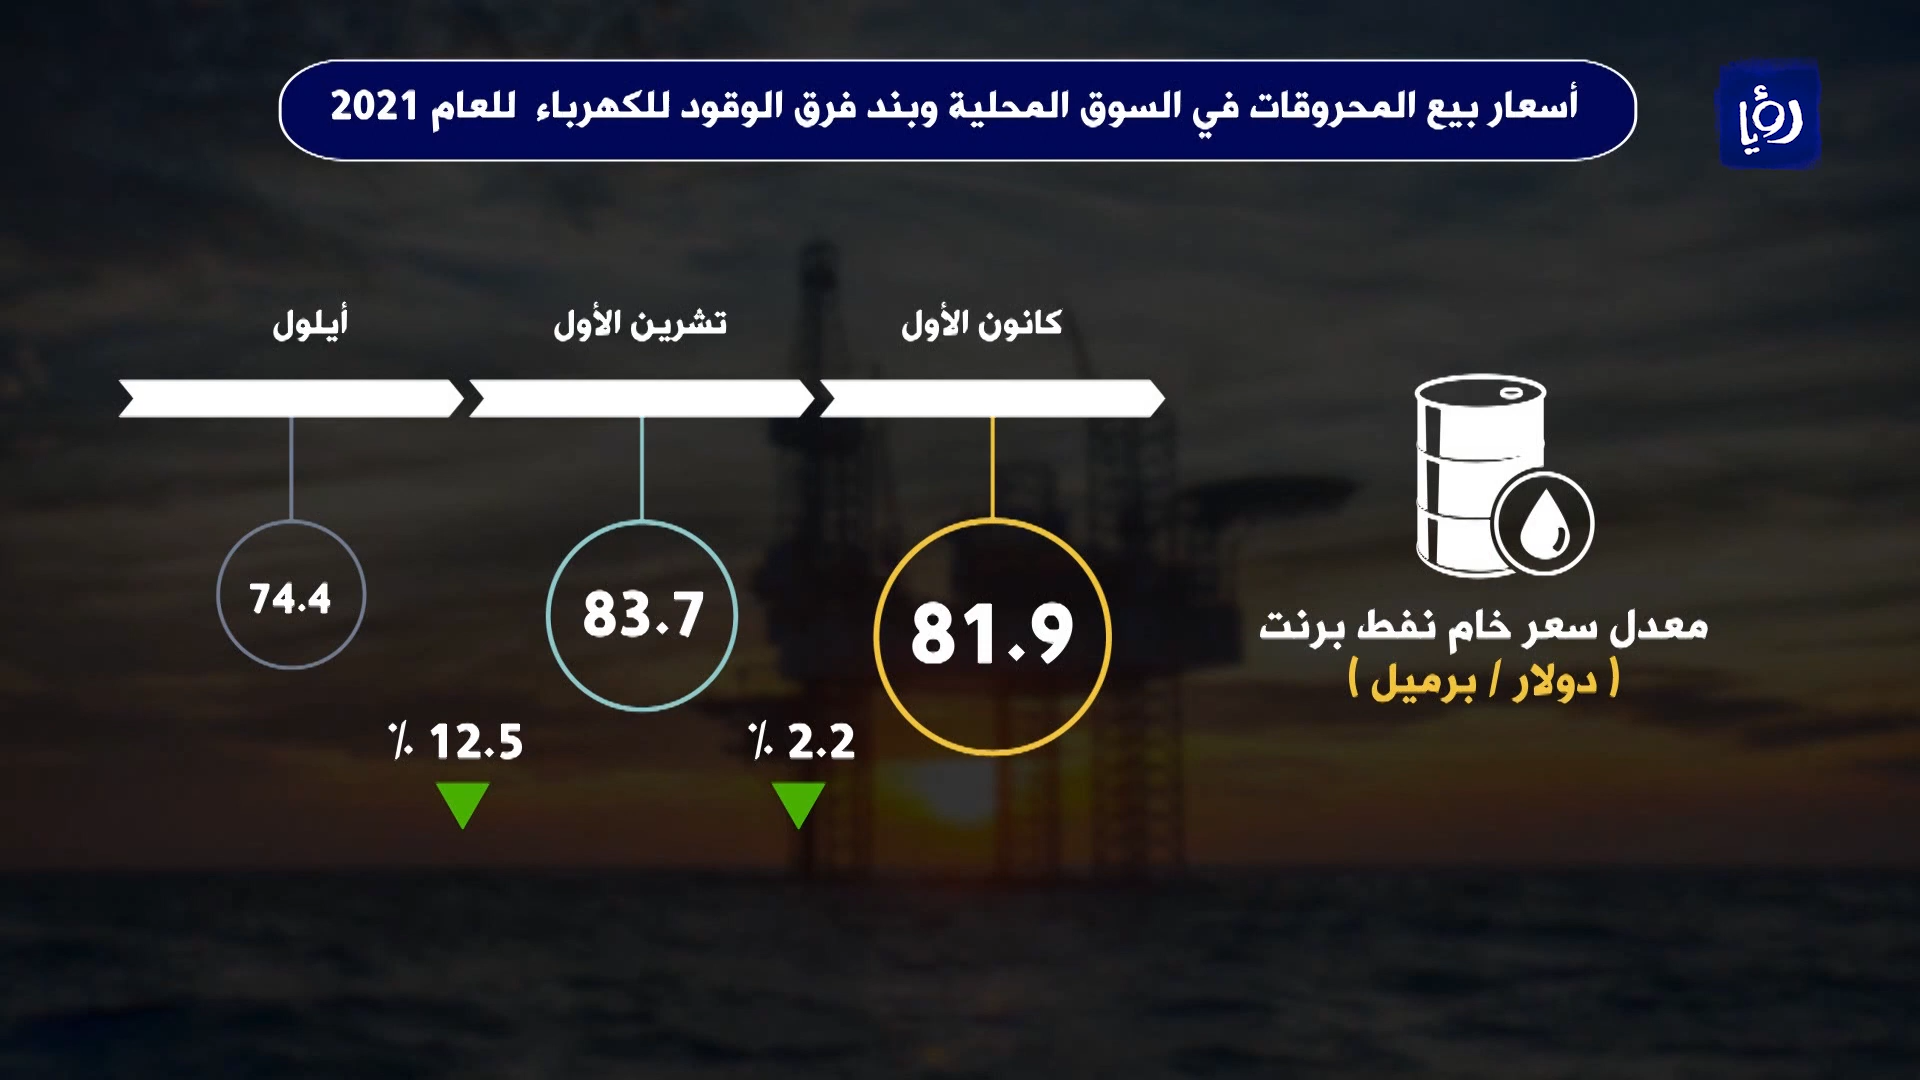 أسعار بيع المحروقات في السوق المحلية وبند فرق الوقود للكهرباء للعام 2021
رؤيا
كانون الأول
تشرين الأول
أيلول
81.9
83.7
74.4
معدل سعر خام نفط برنت
( دولار / برميل )
2.2 ٪
12.5 ٪